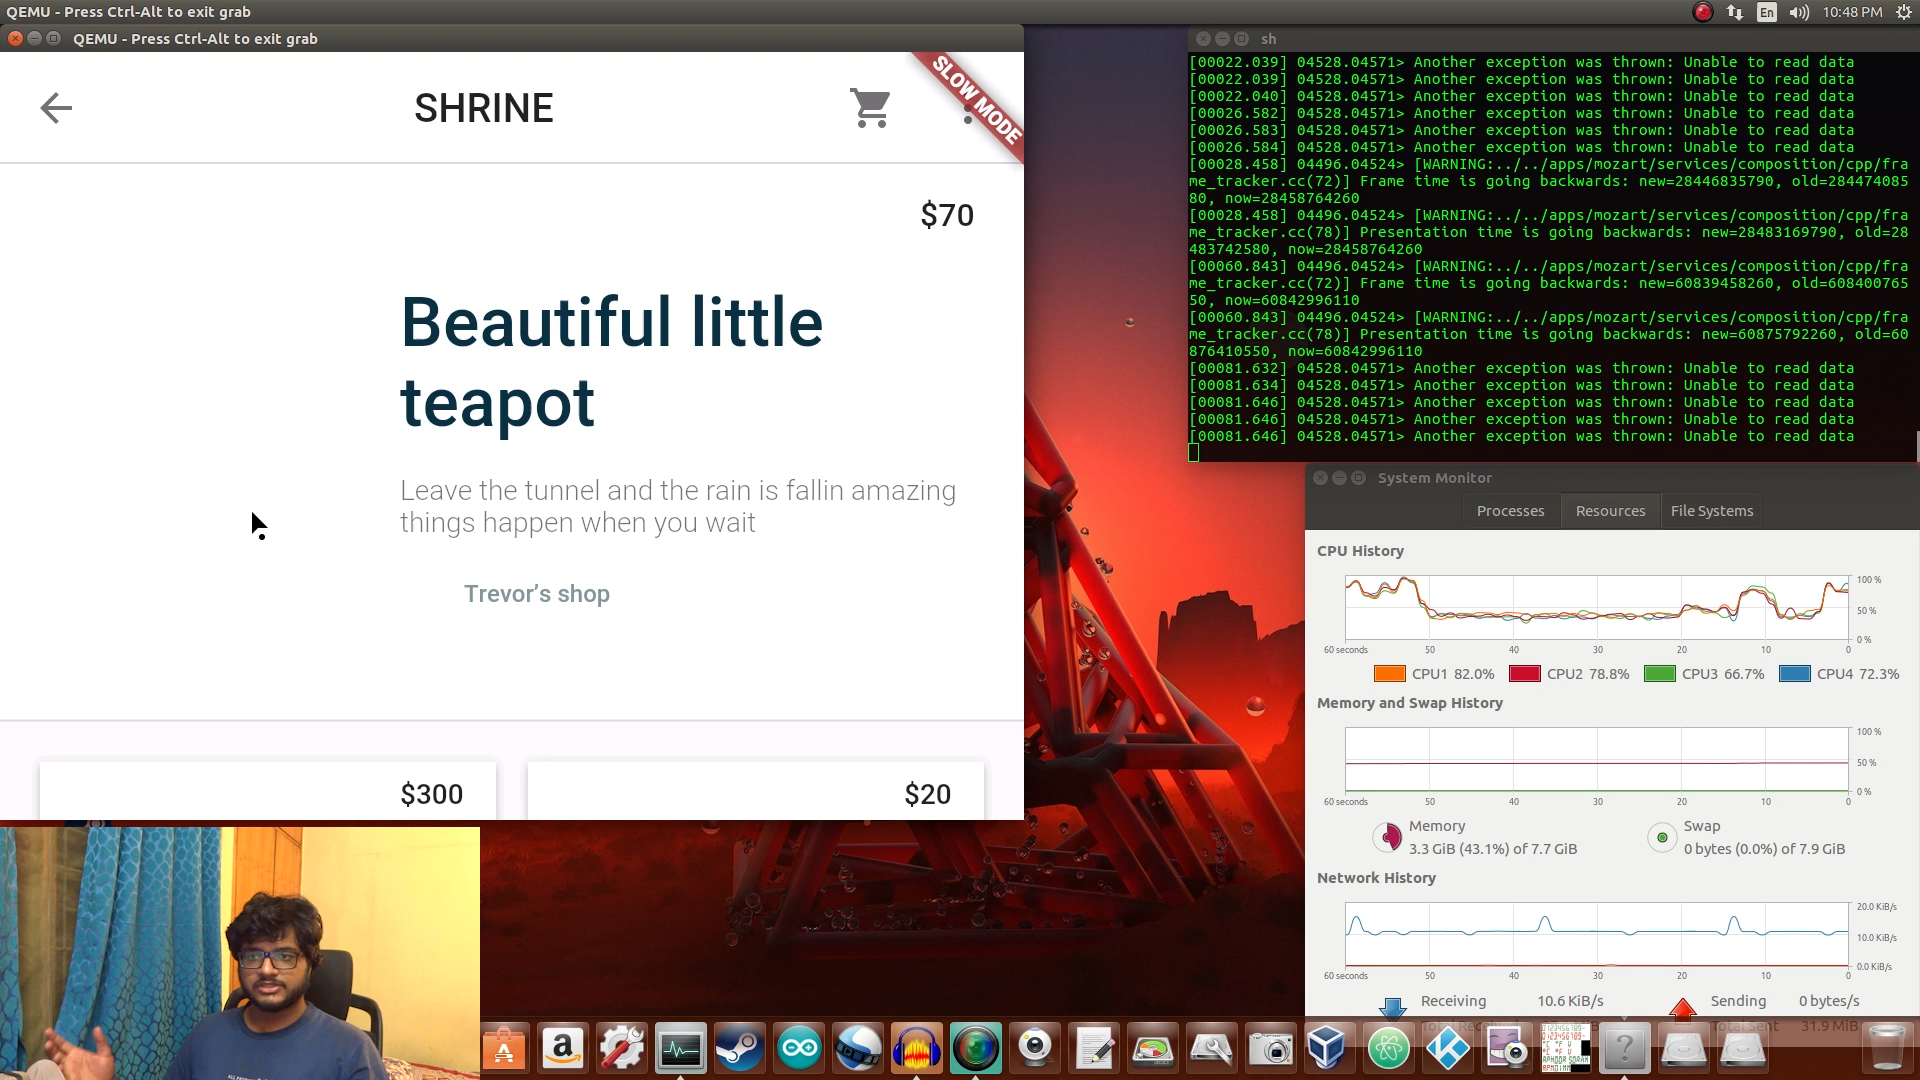 QEMU - Press Ctrl-Alt to exit grab
En
10:48 PM
QEMU - Press Ctrl-Alt to exit grab
SHRINE
SLOW MODE
$70
Beautiful little
teapot
Leave the tunnel and the rain is fallin amazing
things happen when you wait
Trevor’s shop
$300
$20
sh
[00022.039] 04528.04571> Another exception was thrown: Unable to read data
[00022.039] 04528.04571> Another exception was thrown: Unable to read data
[00022.040] 04528.04571> Another exception was thrown: Unable to read data
[00026.582] 04528.04571> Another exception was thrown: Unable to read data
[00026.583] 04528.04571> Another exception was thrown: Unable to read data
[00026.584] 04528.04571> Another exception was thrown: Unable to read data
[00028.458] 04496.04524> [WARNING:../../apps/mozart/services/composition/cpp/fra
me_tracker.cc(72)] Frame time is going backwards: new=28446835790, old=284474085
80, now=28458764260
[00028.458] 04496.04524> [WARNING:../../apps/mozart/services/composition/cpp/fra
me_tracker.cc(78)] Presentation time is going backwards: new=28483169790, old=28
483742580, now=28458764260
[00060.843] 04496.04524> [WARNING:../../apps/mozart/services/composition/cpp/fra
me_tracker.cc(72)] Frame time is going backwards: new=60839458260, old=608400765
50, now=60842996110
[00060.843] 04496.04524> [WARNING:../../apps/mozart/services/composition/cpp/fra
me_tracker.cc(78)] Presentation time is going backwards: new=60875792260, old=60
876410550, now=60842996110
[00081.632] 04528.04571> Another exception was thrown: Unable to read data
[00081.634] 04528.04571> Another exception was thrown: Unable to read data
[00081.646] 04528.04571> Another exception was thrown: Unable to read data
[00081.646] 04528.04571> Another exception was thrown: Unable to read data
[00081.646] 04528.04571> Another exception was thrown: Unable to read data
System Monitor
Processes Resources File Systems
CPU History
100 %
50 %
0 %
60 seconds 50 40 30 20 10 0
CPU1 82.0% CPU2 78.8% CPU3 66.7% CPU4 72.3%
Memory and Swap History
100 %
50 %
0 %
60 seconds 50 40 30 20 10 0
Memory
3.3 GiB (43.1%) of 7.7 GiB
Swap
0 bytes (0.0%) of 7.9 GiB
Network History
20.0 KiB/s
10.0 KiB/s
0.0 KiB/s
60 seconds 50 40 30 20 10 0
Receiving 10.6 KiB/s
Sending 0 bytes/s
Total Sent 31.9 MiB